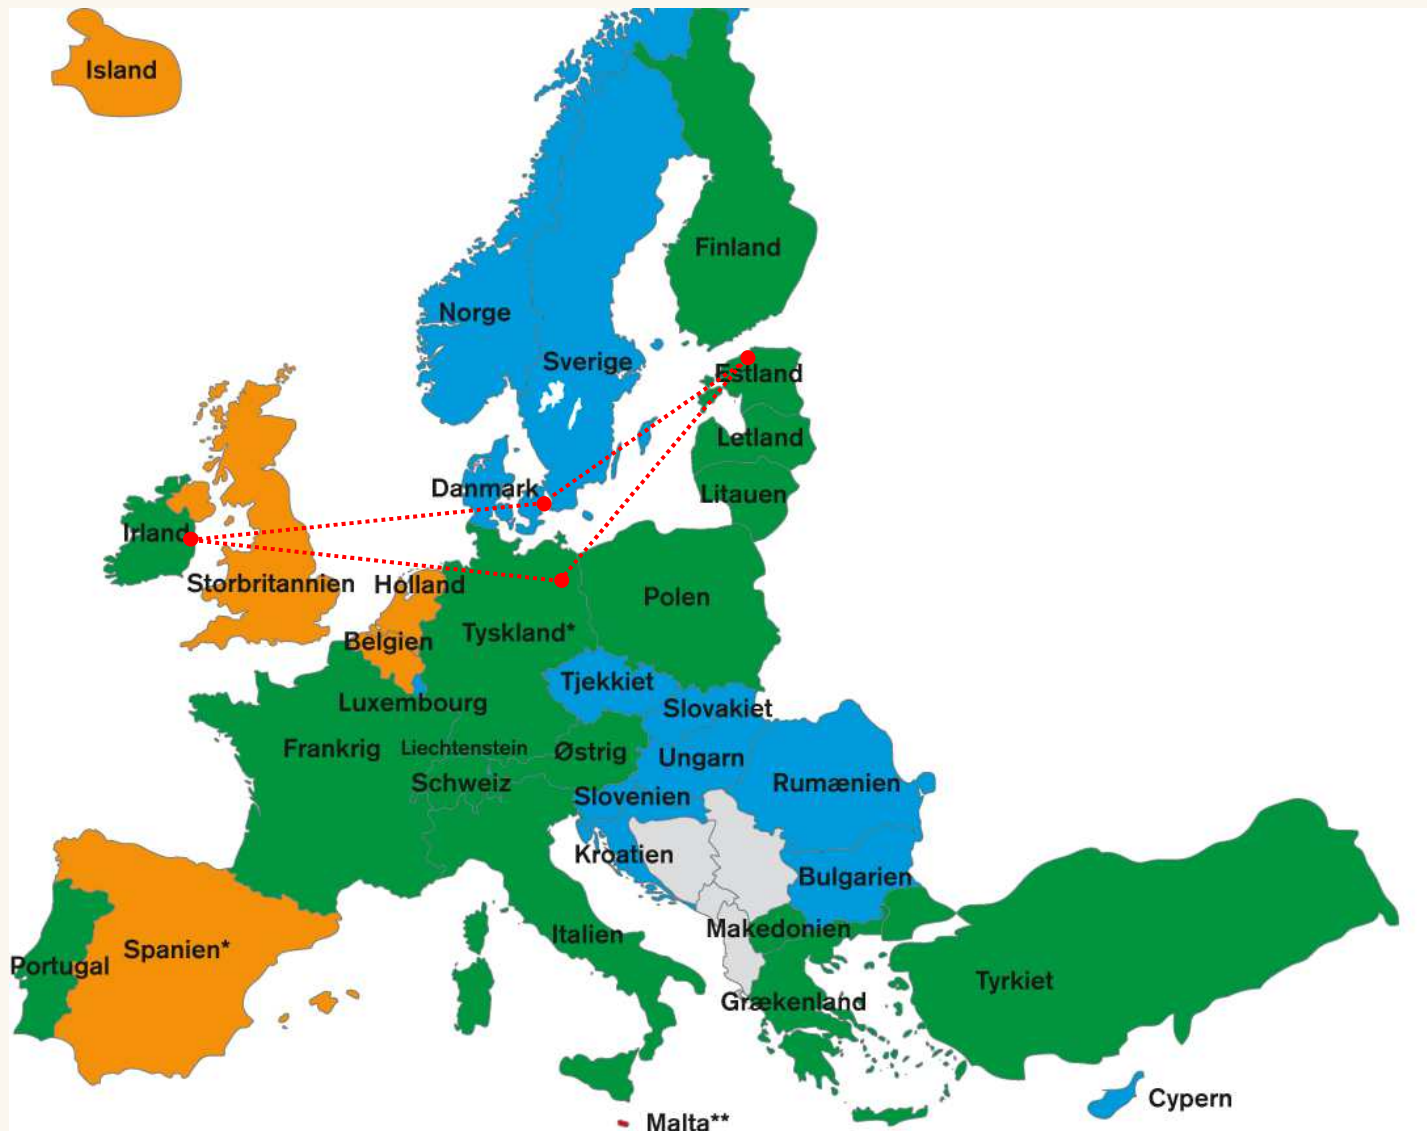 Island
Finland
Norge
Sverige
Estland
Letland
Danmark
Litauen
Irland
Storbritannien
Holland
Polen
Belgien
Tyskland*
Tjekkiet
Luxembourg
Slovakiet
Frankrig
Liechtenstein
Østrig
Ungarn
Schweiz
Rumænien
Slovenien
Kroatien
Bulgarien
Makedonien
Italien
Spanien*
Portugal
Tyrkiet
Grækenland
Cypern
Malta**